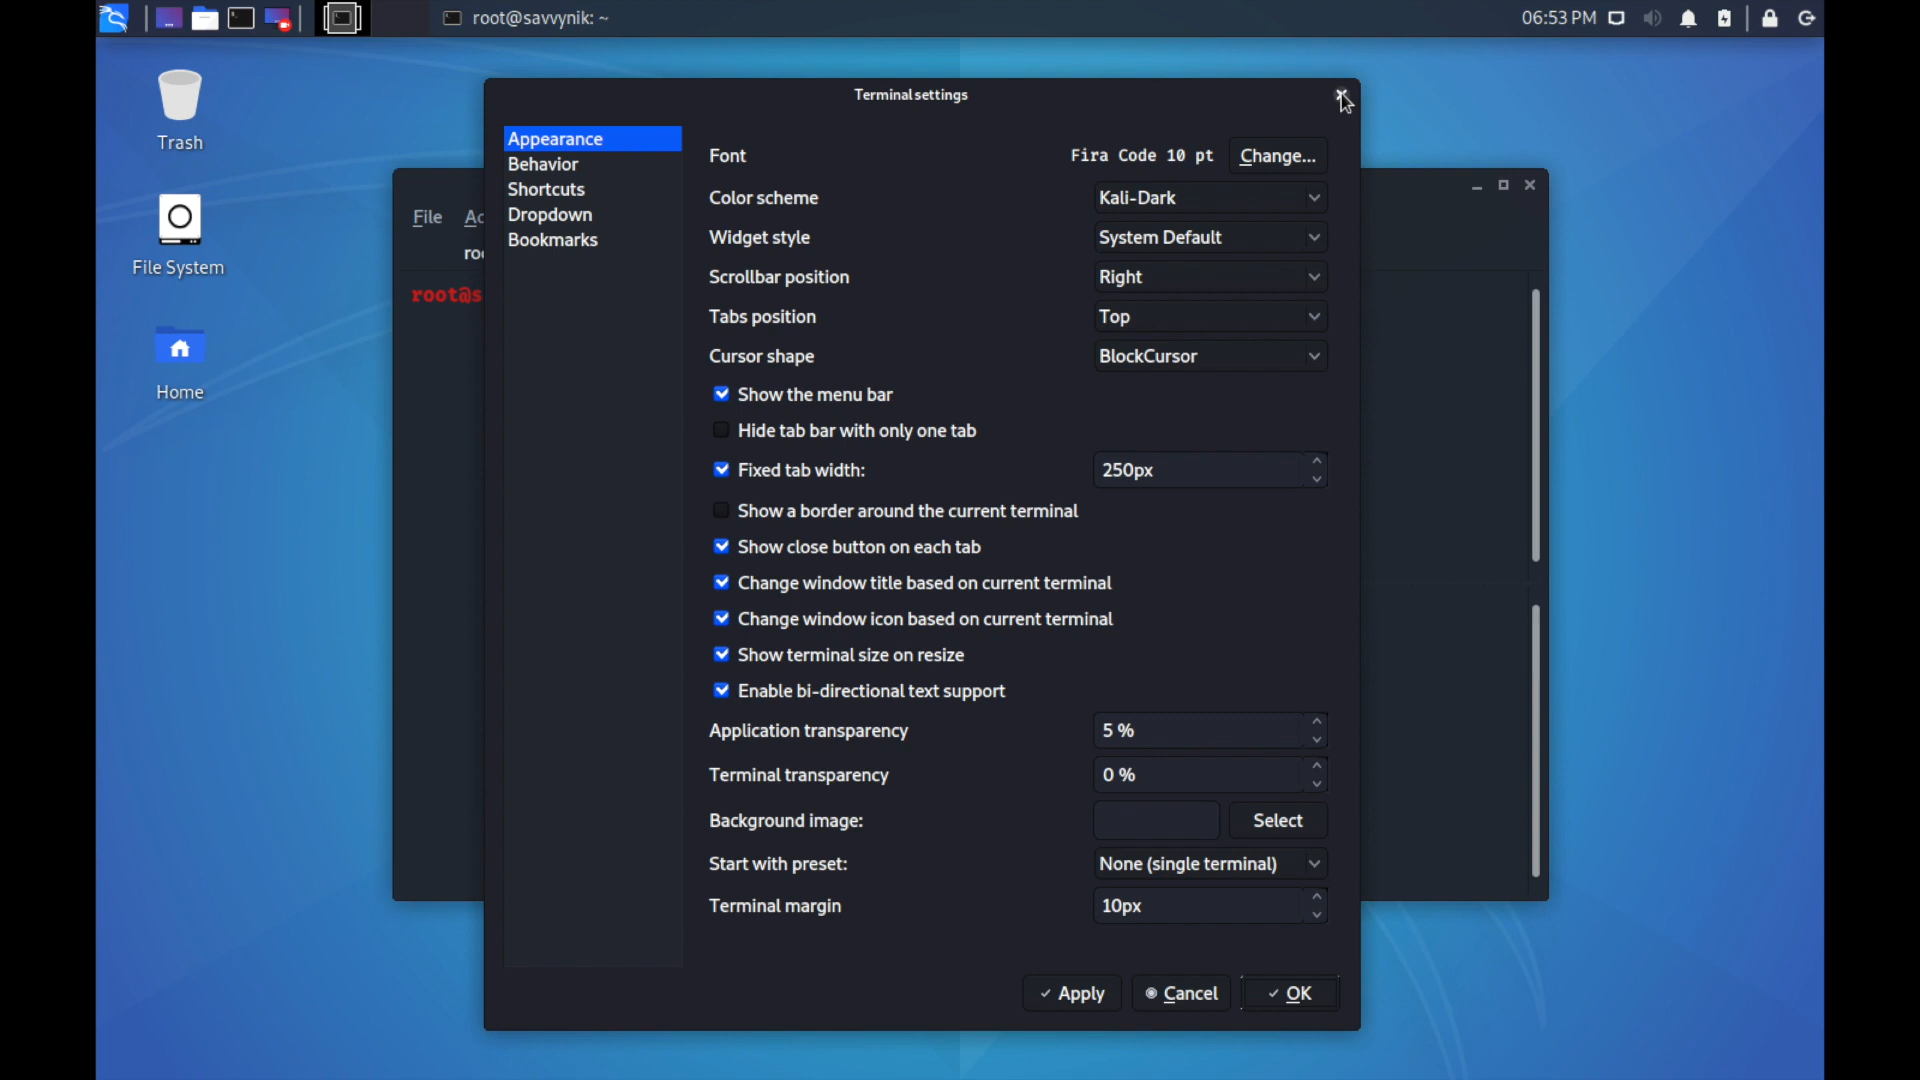 root@savvynik: ~
06:53 PM
Trash
File System
Home
File
root@s
Terminal settings
Appearance
Behavior
Shortcuts
Dropdown
Bookmarks
Font Fira Code 10 pt Change...
Color scheme Kali-Dark
Widget style System Default
Scrollbar position Right
Tabs position Top
Cursor shape BlockCursor
Show the menu bar
Hide tab bar with only one tab
Fixed tab width: 250px
Show a border around the current terminal
Show close button on each tab
Change window title based on current terminal
Change window icon based on current terminal
Show terminal size on resize
Enable bi-directional text support
Application transparency 5 %
Terminal transparency 0 %
Background image: Select
Start with preset: None (single terminal)
Terminal margin 10px
Apply Cancel OK